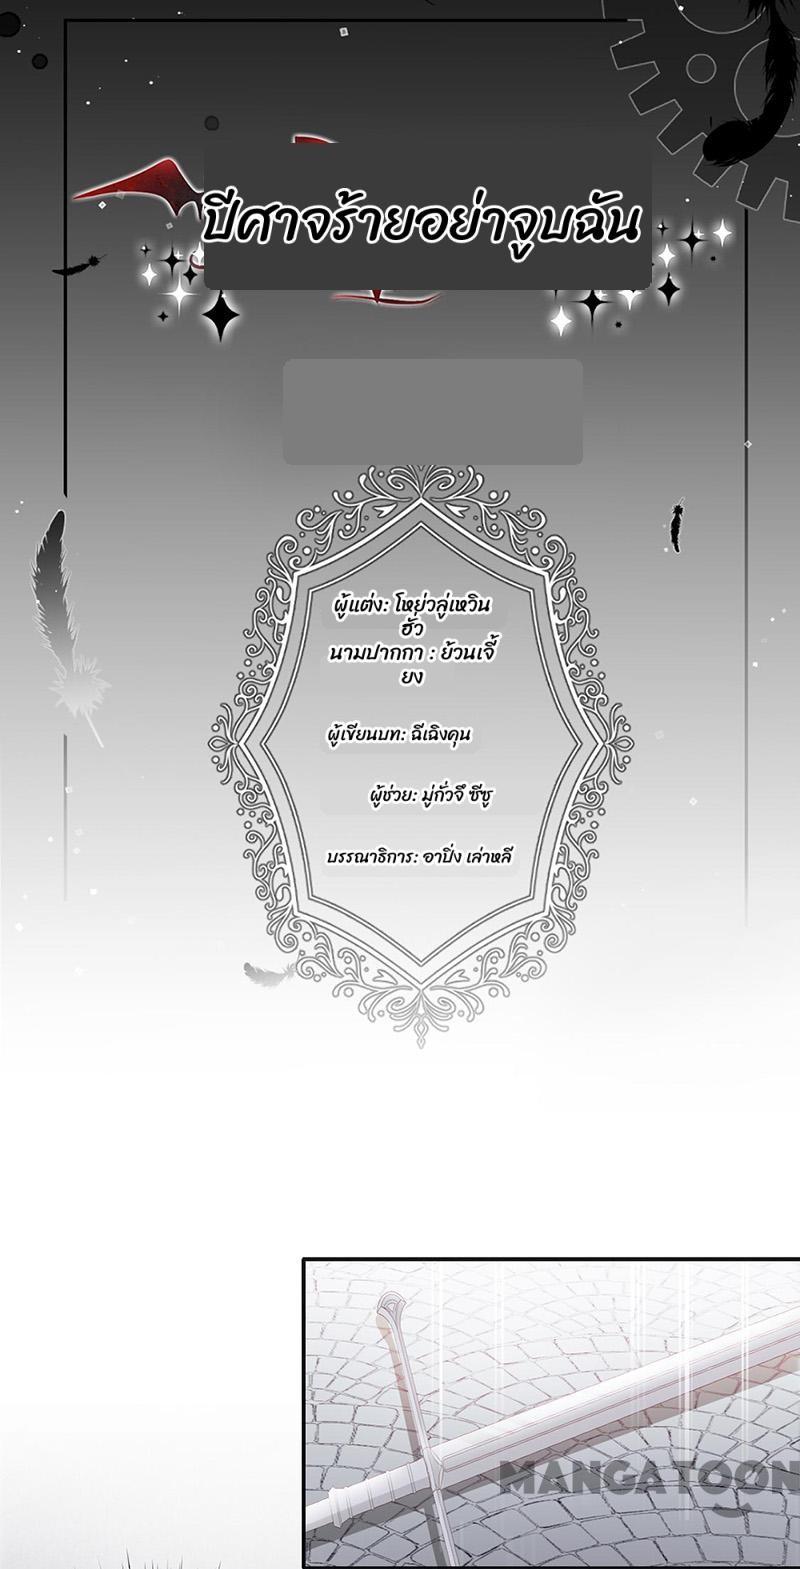 ปีศาจร้ายอย่าจูบฉัน
ผู้แต่ง: โหย่วลู่เหวิน
ฮั่ว
นามปากกา : ย้วนเจี้
ยง
ผู้เขียนบท: ฉีเฉิงคุน
ผู้ช่วย: มู่กั่วจึ ซีซู
บรรณาธิการ: อาปิ่ง เล่าหลี
MANGATOON